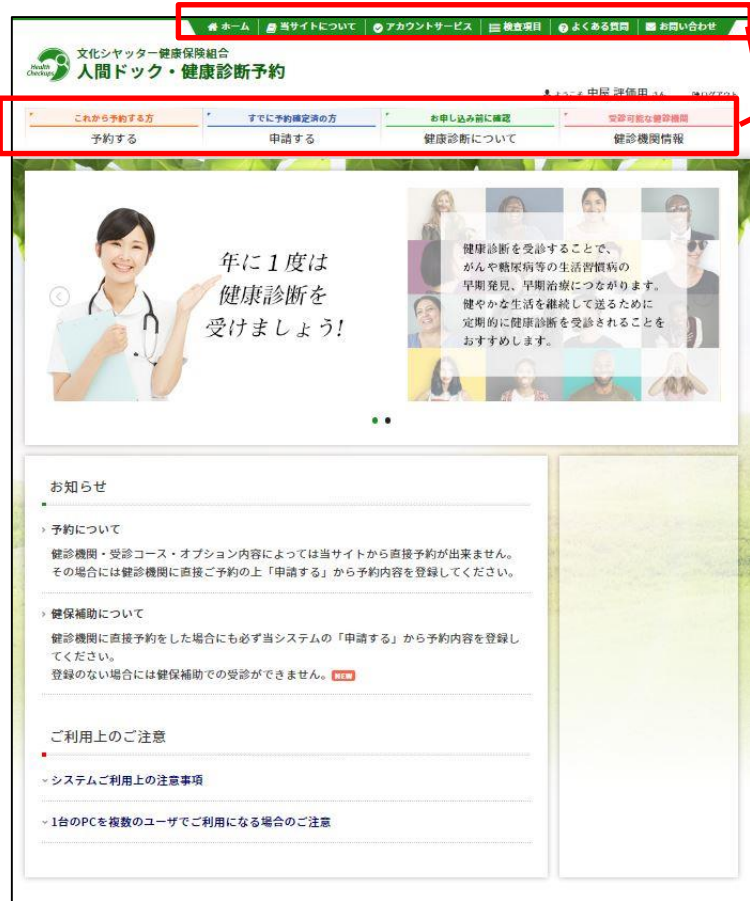 ホーム 当サイトについて アカウントサービス 検査項目 よくある質問 お問い合わせ
Health Checkups
文化シヤッター健康保険組合
人間ドック・健康診断予約
ようこそ 中屋 評価用 さん ログアウト
これから予約する方 すでに予約確定済の方 お申し込み前に確認 受診可能な健診機関
予約する 申請する 健康診断について 健診機関情報
年に1度は
健康診断を
受けましょう!
健康診断を受診することで、
がんや糖尿病等の生活習慣病の
早期発見、早期治療につながります。
健やかな生活を継続して送るために
定期的に健康診断を受診されることを
おすすめします。
お知らせ
予約について
健診機関・受診コース・オプション内容によっては当サイトから直接予約が出来ません。
その場合には健診機関に直接ご予約の上「申請する」から予約内容を登録してください。
健保補助について
健診機関に直接予約をした場合にも必ず当システムの「申請する」から予約内容を登録し
てください。
登録のない場合には健保補助での受診ができません。 NEW
ご利用上のご注意
システムご利用上の注意事項
1台のPCを複数のユーザでご利用になる場合のご注意